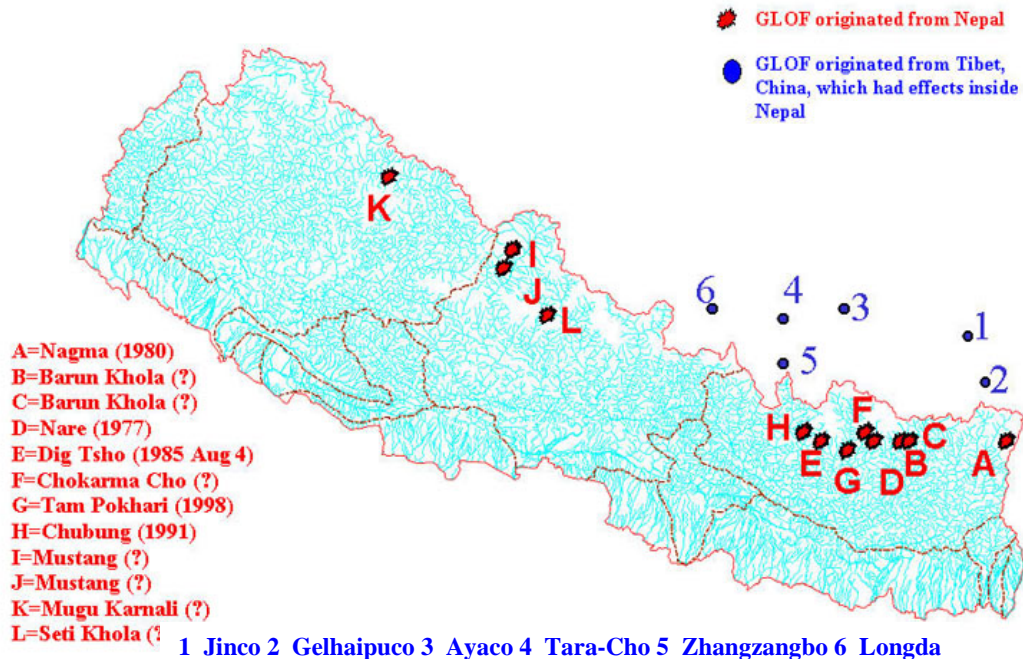 GLOF originated from Nepal
GLOF originated from Tibet,
China, which had effects inside
Nepal
K
I
J
L
6
4
3
1
5
2
H
F
E
G
D
B
C
A
A=Nagma (1980)
B=Barun Khola (?)
C=Barun Khola (?)
D=Nare (1977)
E=Dig Tsho (1985 Aug 4)
F=Chokarma Cho (?)
G=Tam Pokhari (1998)
H=Chubung (1991)
I=Mustang (?)
J=Mustang (?)
K=Mugu Karnali (?)
L=Seti Khola (?
1 Jinco 2 Gelhaipuco 3 Ayaco 4 Tara-Cho 5 Zhangzangbo 6 Longda